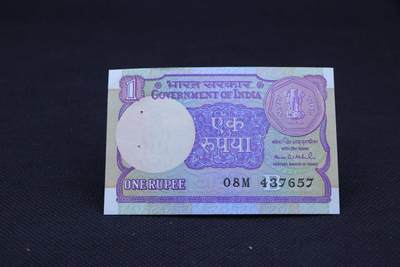 1
भारत सरकार
GOVERNMENT OF INDIA
एक
रुपया
ONE RUPEE
08M 437657